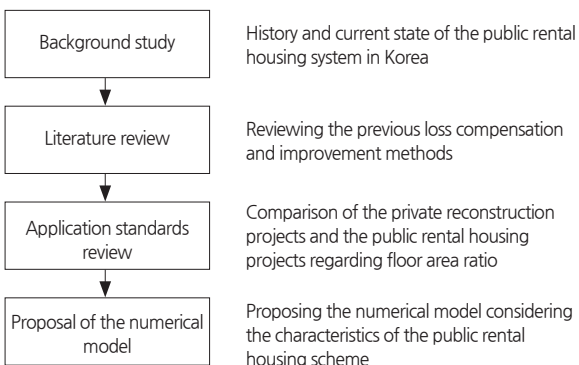 Background study
History and current state of the public rental
housing system in Korea
Literature review
Reviewing the previous loss compensation
and improvement methods
Application standards
review
Comparison of the private reconstruction
projects and the public rental housing
projects regarding floor area ratio
Proposal of the numerical
model
Proposing the numerical model considering
the characteristics of the public rental
housing scheme